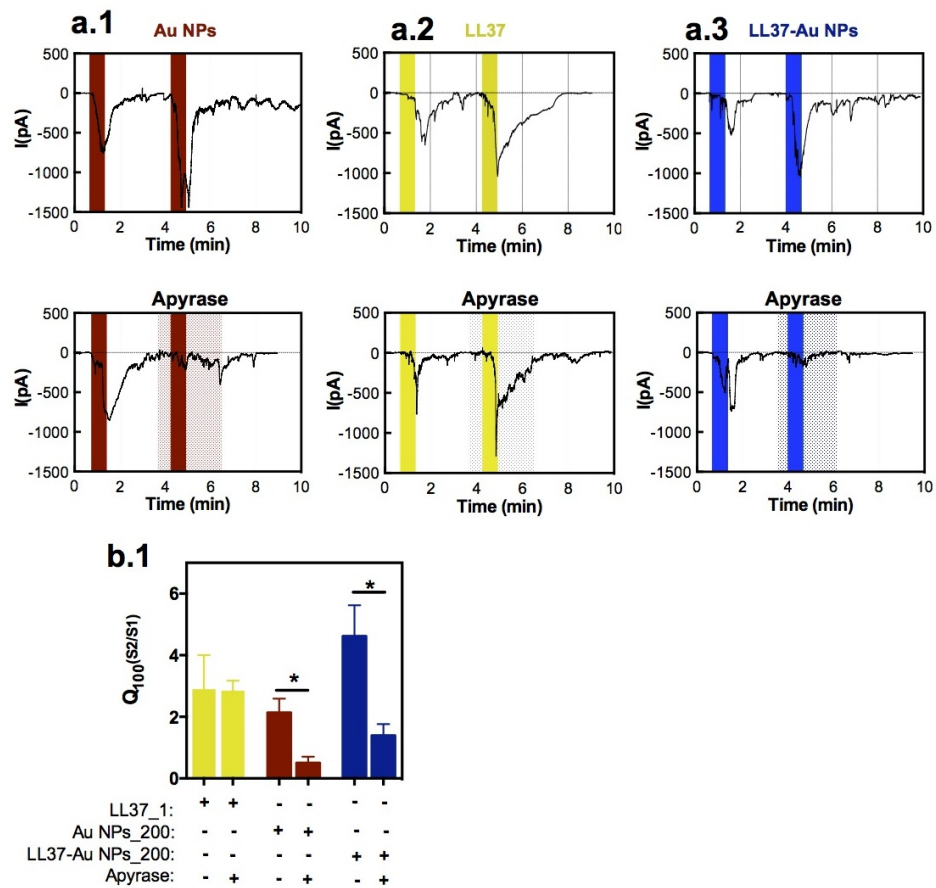 a.1 Au NPs a.2 LL37 a.3 LL37-Au NPs
500 500 500
0 0 0
-500 -500 -500
-1000 -1000 -1000
-1500 -1500 -1500
I(pA) I(pA) I(pA)
0 2 4 6 8 10 0 2 4 6 8 10 0 2 4 6 8 10
Time (min) Time (min) Time (min)
Apyrase Apyrase Apyrase
500 500 500
0 0 0
-500 -500 -500
-1000 -1000 -1000
-1500 -1500 -1500
I(pA) I(pA) I(pA)
0 2 4 6 8 10 0 2 4 6 8 10 0 2 4 6 8 10
Time (min) Time (min) Time (min)
b.1
6
4
2
0
Q100(S2/S1)
* *
LL37_1: + + - - - -
Au NPs_200: - - + + - -
LL37-Au NPs_200: - - - - + +
Apyrase: - + - + - +